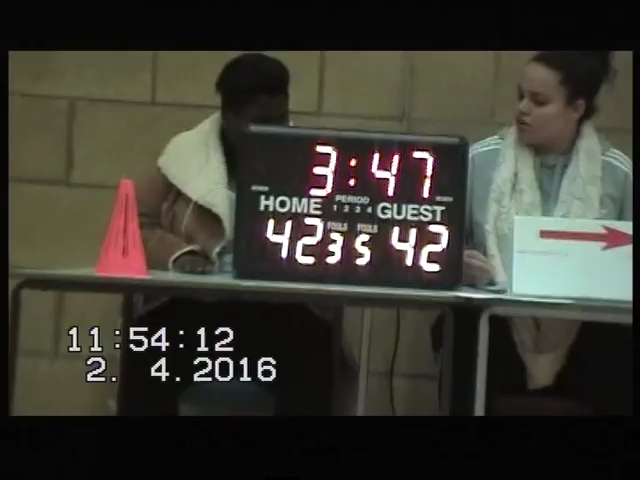 3:47
HOME PERIOD GUEST
1 2 3 4
FOULS FOULS
42 3 5 42
11:54:12
2. 4.2016